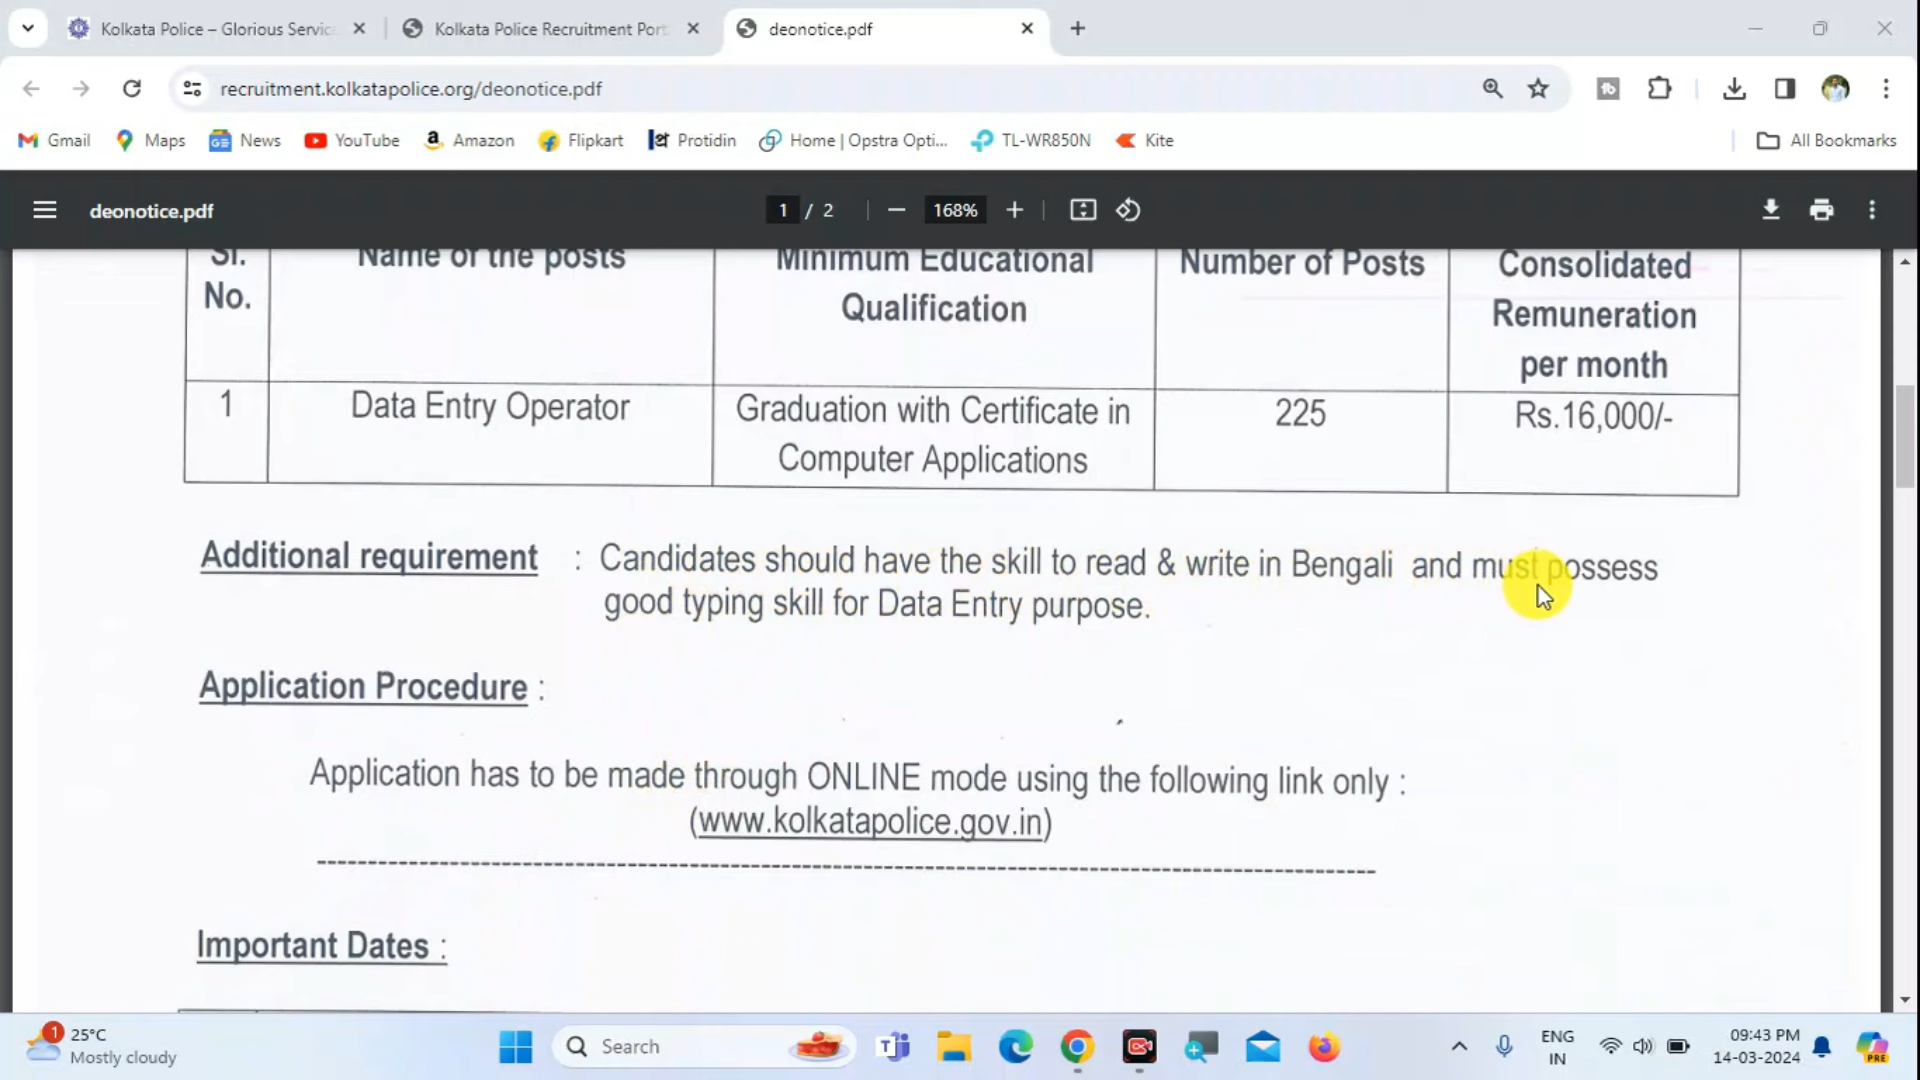 Kolkata Police – Glorious Servic
Kolkata Police Recruitment Port
deonotice.pdf
recruitment.kolkatapolice.org/deonotice.pdf
Gmail
Maps
News
YouTube
Amazon
Flipkart
Protidin
Home | Opstra Opti...
TL-WR850N
Kite
All Bookmarks
deonotice.pdf
1 / 2
168%
Sl. No.
Name of the posts
Minimum Educational Qualification
Number of Posts
Consolidated Remuneration per month
1
Data Entry Operator
Graduation with Certificate in Computer Applications
225
Rs.16,000/-
Additional requirement : Candidates should have the skill to read & write in Bengali and must possess
good typing skill for Data Entry purpose.
Application Procedure :
Application has to be made through ONLINE mode using the following link only :
(www.kolkatapolice.gov.in)
Important Dates :
1
25°C
Mostly cloudy
Search
ENG
IN
09:43 PM
14-03-2024
PRE